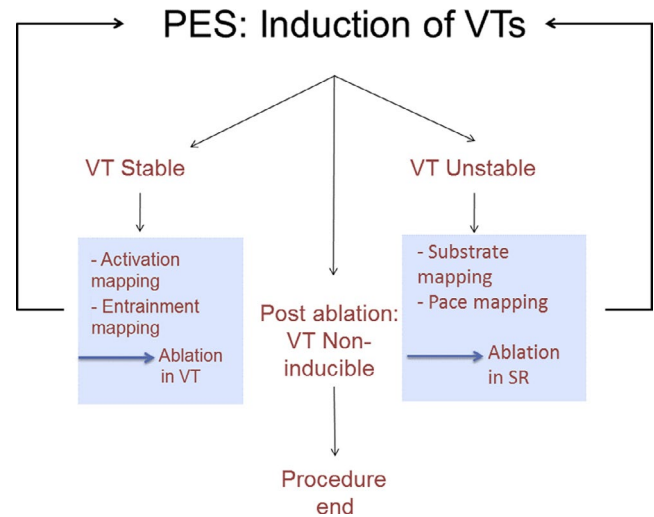 PES: Induction of VTs
VT Stable
VT Unstable
- Activation
mapping
- Entrainment
mapping
Ablation
in VT
Post ablation:
VT Non-
inducible
- Substrate
mapping
- Pace mapping
Ablation
in SR
Procedure
end